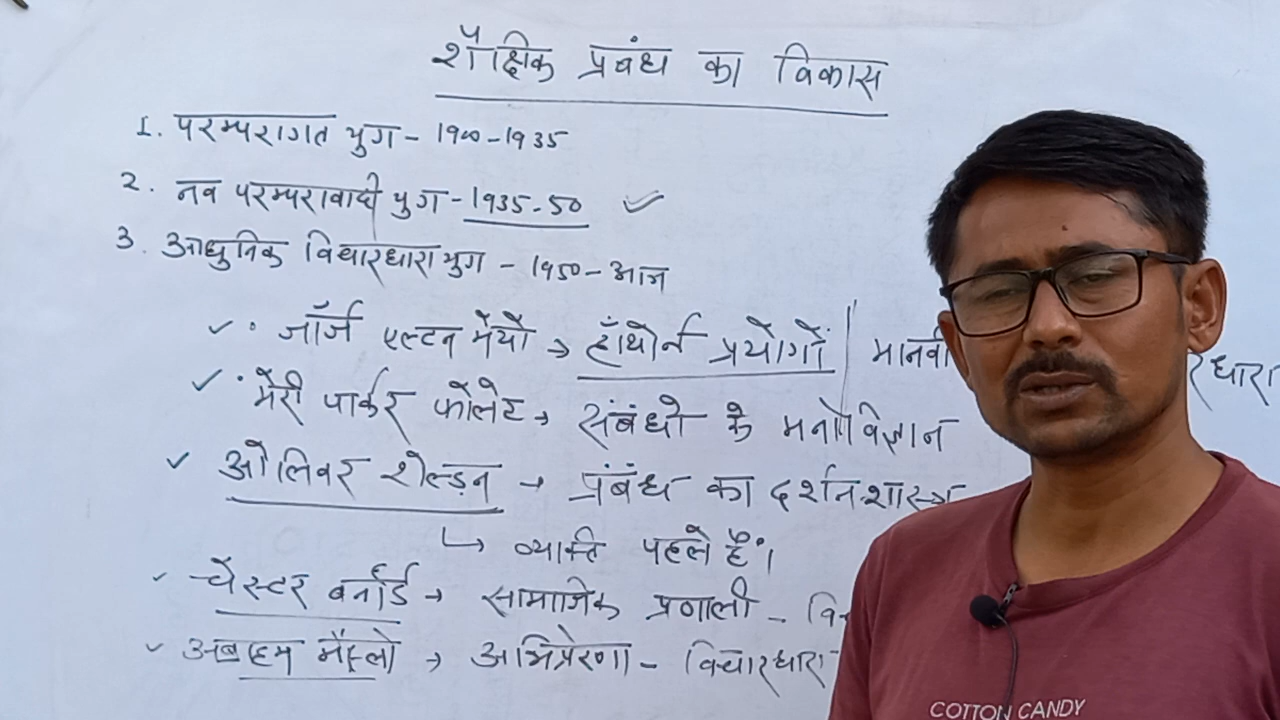 शैक्षिक प्रबंध का विकास
1. परम्परागत युग - 1900-1935
2. नव परम्परावादी युग - 1935-50
3. आधुनिक विचारधारा युग - 1950-आज
जॉर्ज एल्टन मेयो → हॉथोर्न प्रयोगों
मेरी पार्कर फोलेट → संबंधो के मनोविज्ञान
ओलिवर शेल्ड़न → प्रंबंध का दर्शनशास्त्र
↳ व्यक्ति पहले है।
चेस्टर बर्नार्ड → सामाजिक प्रणाली -
अब्राहम मैस्लो → अभिप्रेरणा - विचारधारा
COTTON CANDY